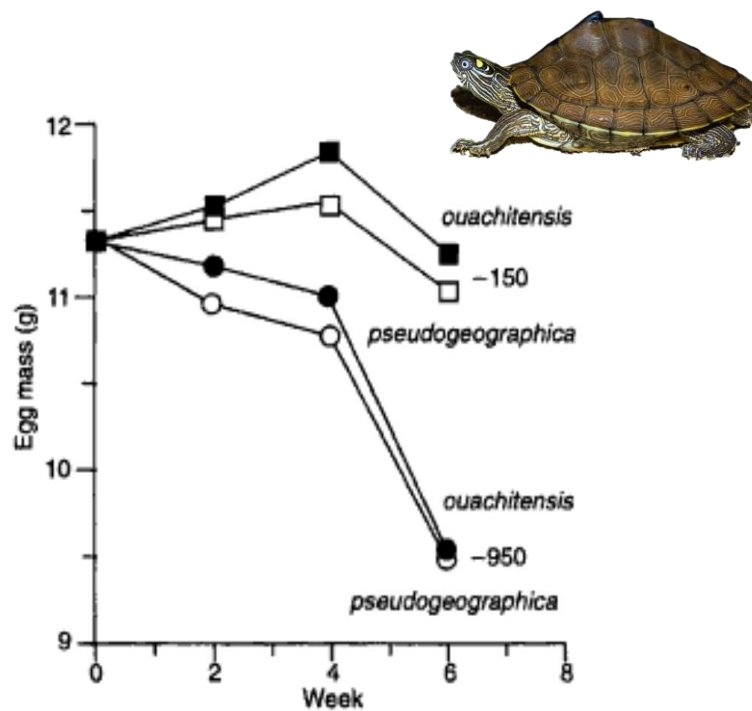 12
11
10
9
Egg mass (g)
ouachitensis
−150
pseudogeographica
ouachitensis
−950
pseudogeographica
0 2 4 6 8
Week